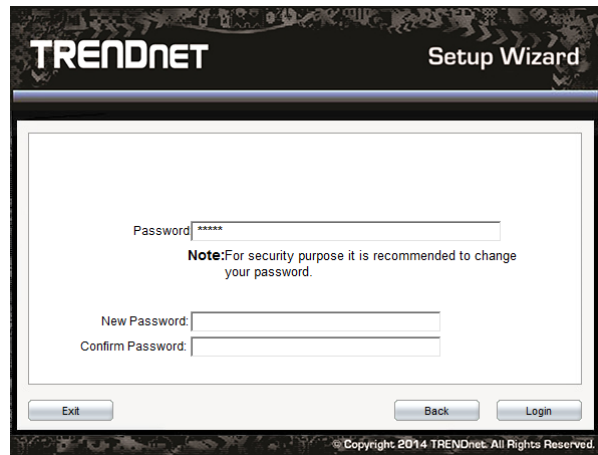 TRENDnET
Setup Wizard
Password *****
Note:For security purpose it is recommended to change
your password.
New Password:
Confirm Password:
Exit
Back
Login
© Copyright 2014 TRENDnet. All Rights Reserved.